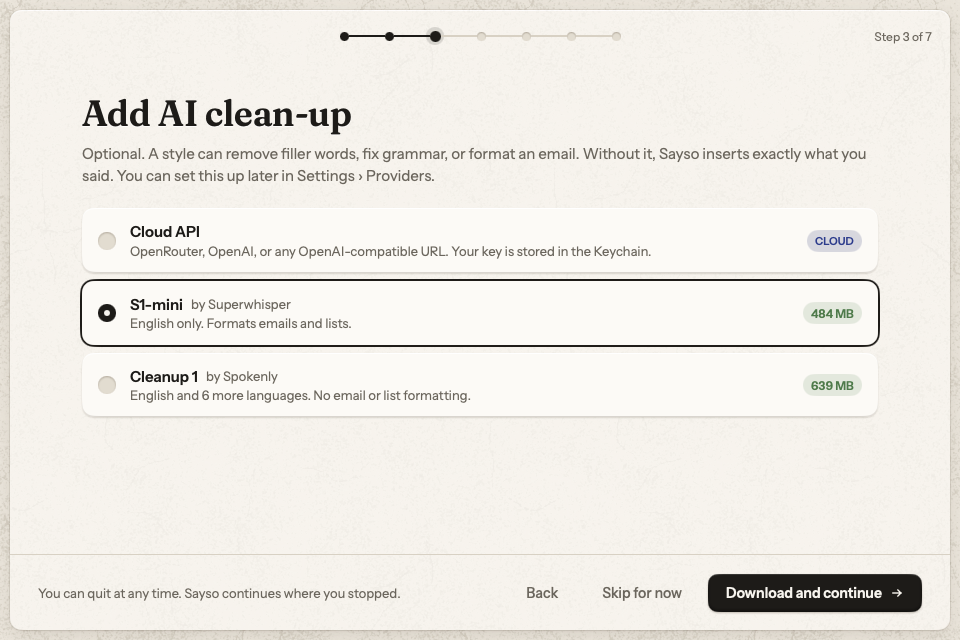 Step 3 of 7
Add AI clean-up
Optional. A style can remove filler words, fix grammar, or format an email. Without it, Sayso inserts exactly what you
said. You can set this up later in Settings › Providers.
Cloud API
OpenRouter, OpenAI, or any OpenAI-compatible URL. Your key is stored in the Keychain.
CLOUD
S1-mini by Superwhisper
English only. Formats emails and lists.
484 MB
Cleanup 1 by Spokenly
English and 6 more languages. No email or list formatting.
639 MB
You can quit at any time. Sayso continues where you stopped.
Back
Skip for now
Download and continue →